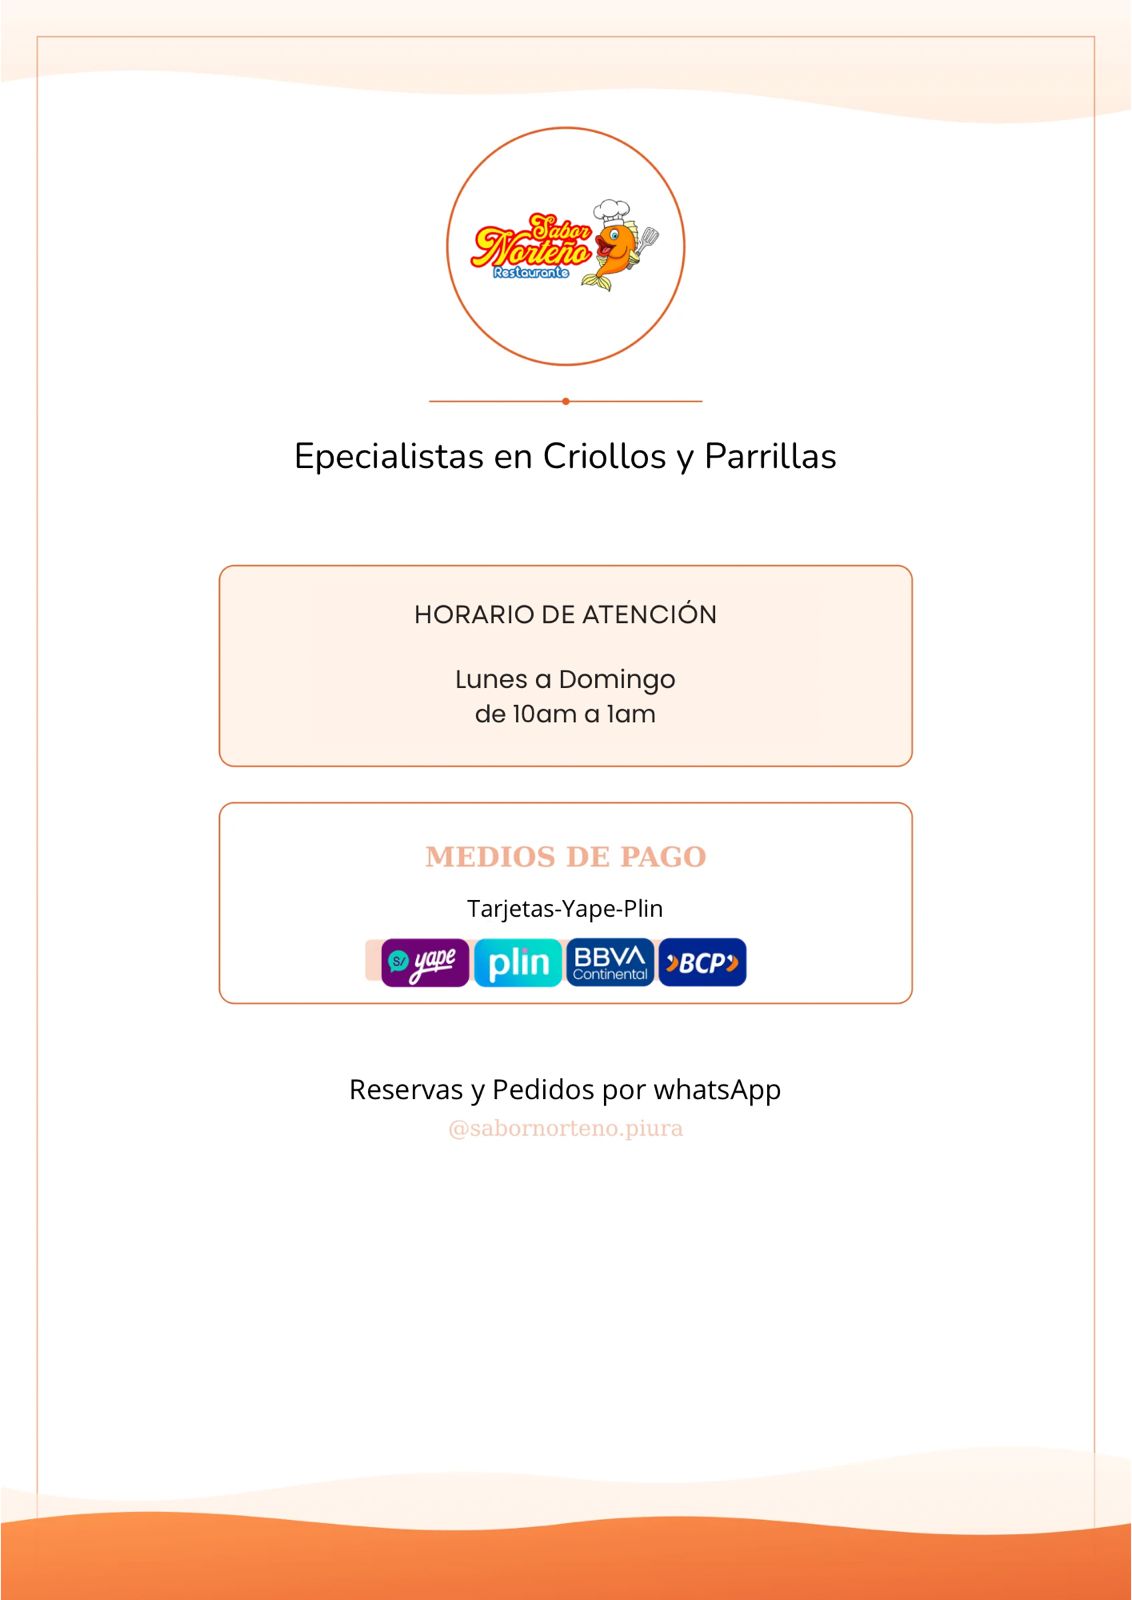 Sabor
Norteño
Restaurante
Epecialistas en Criollos y Parrillas
HORARIO DE ATENCIÓN
Lunes a Domingo
de 10am a 1am
MEDIOS DE PAGO
Tarjetas-Yape-Plin
S/ yape plin BBVA Continental BCP
Reservas y Pedidos por whatsApp
@sabornorteno.piura